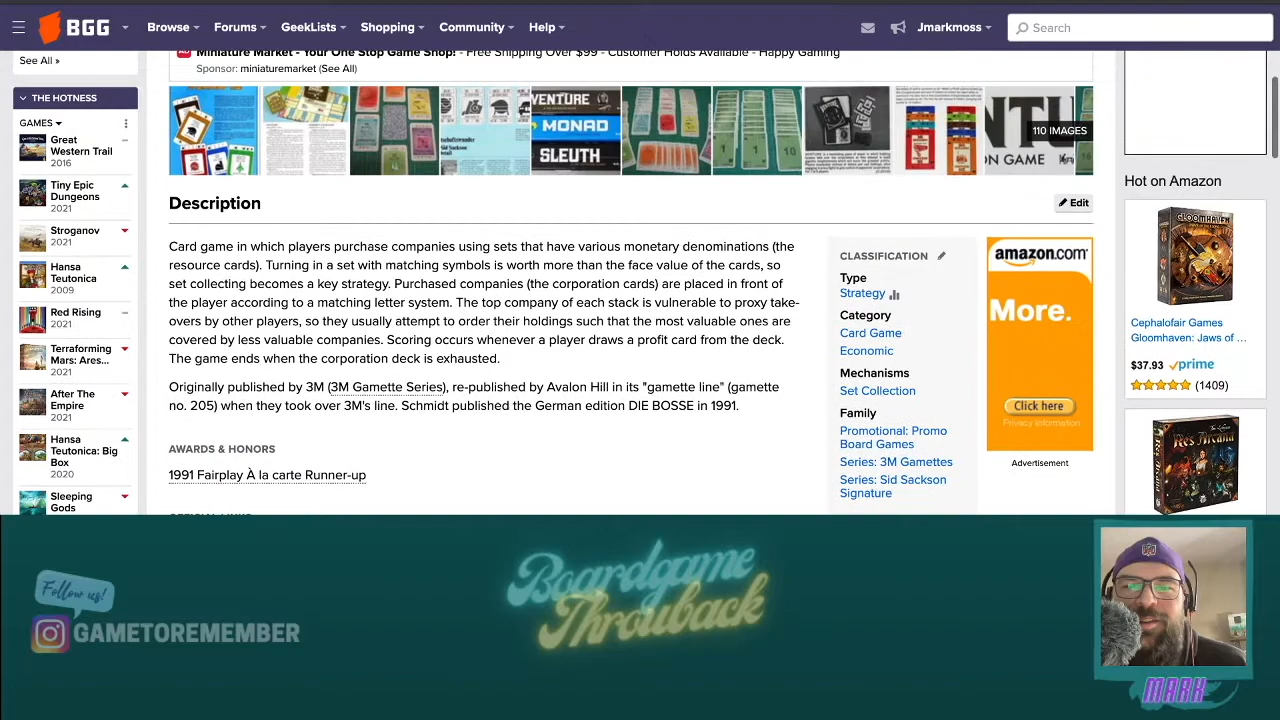 BGG
Browse
Forums
GeekLists
Shopping
Community
Help
Jmarkmoss
Search
See All »
AD
Miniature Market - Your One Stop Game Shop! - Free Shipping Over $99 - Customer Holds Available - Happy Gaming
Sponsor: miniaturemarket (See All)
THE HOTNESS
GAMES
Great
Western Trail
2016
Tiny Epic
Dungeons
2021
Stroganov
2021
Hansa
Teutonica
2009
Red Rising
2021
Terraforming
Mars: Ares...
2021
After The
Empire
2021
Hansa
Teutonica: Big
Box
2020
Sleeping
Gods
VENTURE
MONAD
SLEUTH
1
10
110 IMAGES
ON GAME
Description
Edit
Card game in which players purchase companies using sets that have various monetary denominations (the
resource cards). Turning in a set with matching symbols is worth more than the face value of the cards, so
set collecting becomes a key strategy. Purchased companies (the corporation cards) are placed in front of
the player according to a matching letter system. The top company of each stack is vulnerable to proxy take-
overs by other players, so they usually attempt to order their holdings such that the most valuable ones are
covered by less valuable companies. Scoring occurs whenever a player draws a profit card from the deck.
The game ends when the corporation deck is exhausted.
Originally published by 3M (3M Gamette Series), re-published by Avalon Hill in its "gamette line" (gamette
no. 205) when they took over 3M's line. Schmidt published the German edition DIE BOSSE in 1991.
AWARDS & HONORS
1991 Fairplay À la carte Runner-up
CLASSIFICATION
Type
Strategy
Category
Card Game
Economic
Mechanisms
Set Collection
Family
Promotional: Promo
Board Games
Series: 3M Gamettes
Series: Sid Sackson
Signature
amazon.com
More.
Click here
Privacy Information
Advertisement
Hot on Amazon
GLOOMHAVEN
Cephalofair Games
Gloomhaven: Jaws of ...
$37.93 prime
(1409)
RES ARCANA
Follow us!
GAMETOREMEMBER
Boardgame
Throwback
MARK